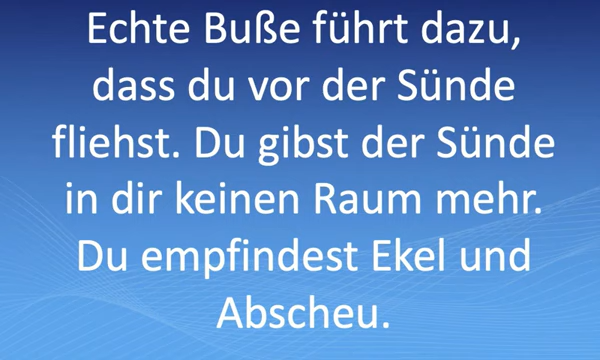 Echte Buße führt dazu,
dass du vor der Sünde
fliehst. Du gibst der Sünde
in dir keinen Raum mehr.
Du empfindest Ekel und
Abscheu.